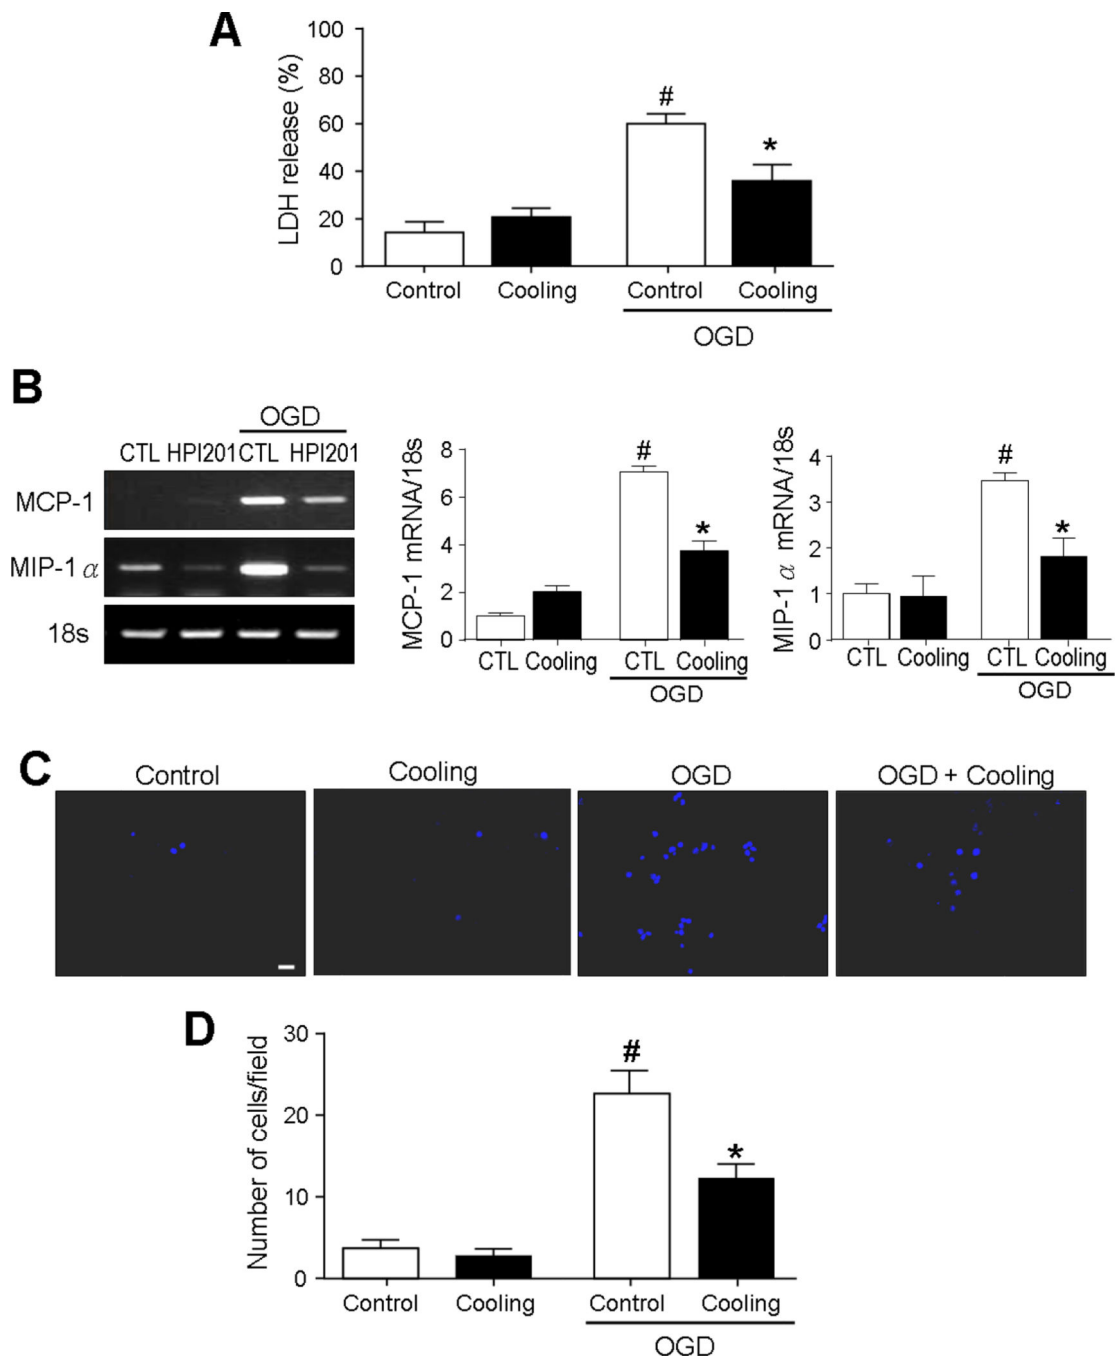 A
LDH release (%)
100
80
60
40
20
0
#
*
Control Cooling Control Cooling
OGD
B
OGD
CTL HPI201 CTL HPI201
MCP-1
MIP-1 α
18s
MCP-1 mRNA/18s
8
6
4
2
0
#
*
CTL Cooling CTL Cooling
OGD
MIP-1 α mRNA/18s
4
3
2
1
0
#
*
CTL Cooling CTL Cooling
OGD
C
Control Cooling OGD OGD + Cooling
D
Number of cells/field
30
20
10
0
#
*
Control Cooling Control Cooling
OGD